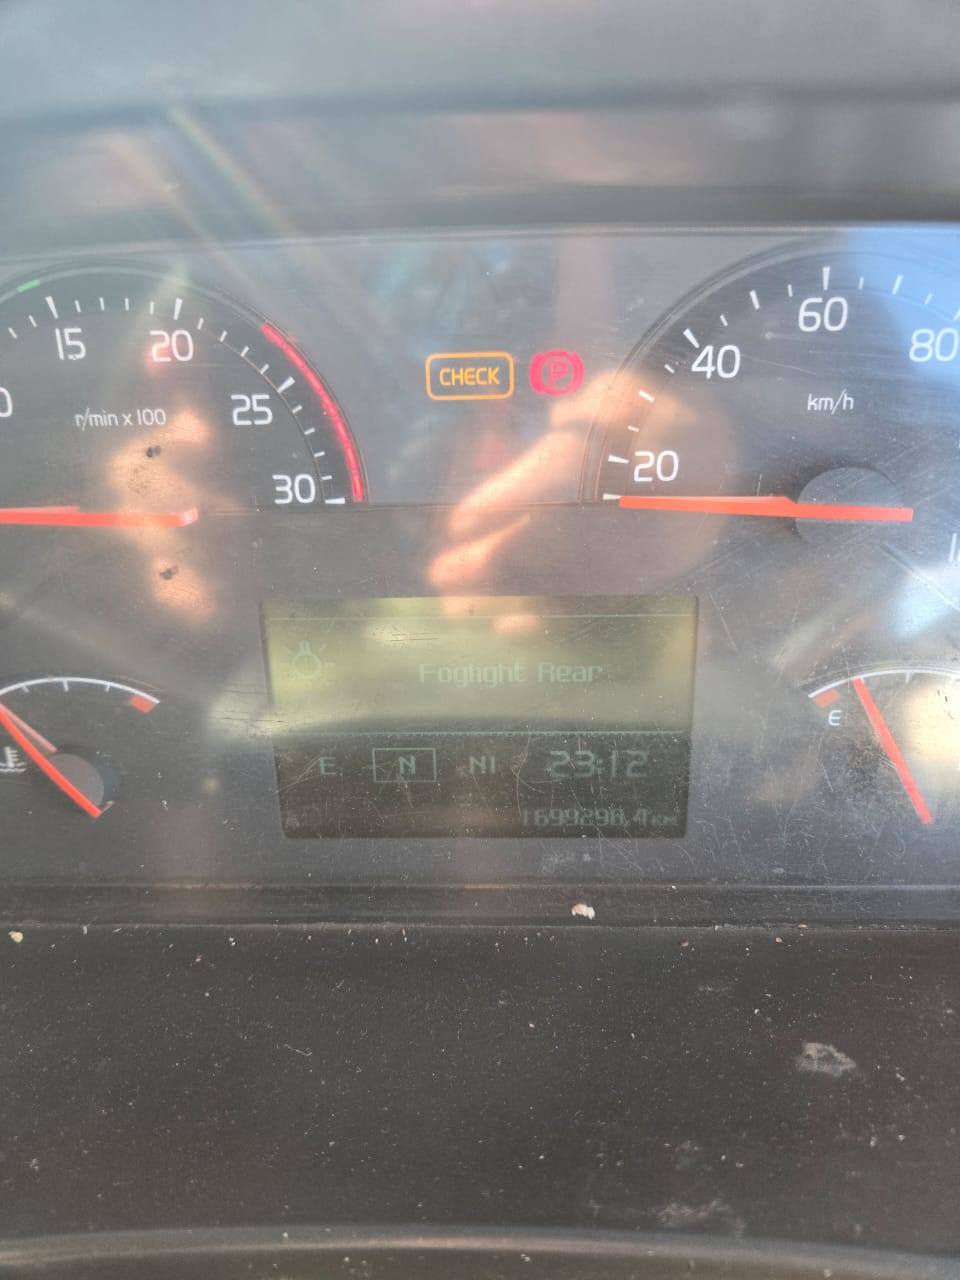 15
20
25
30
r/min x 100
CHECK
P
20
40
60
80
km/h
Foglight Rear
E
E N N1 23:12
1699298,4 KM